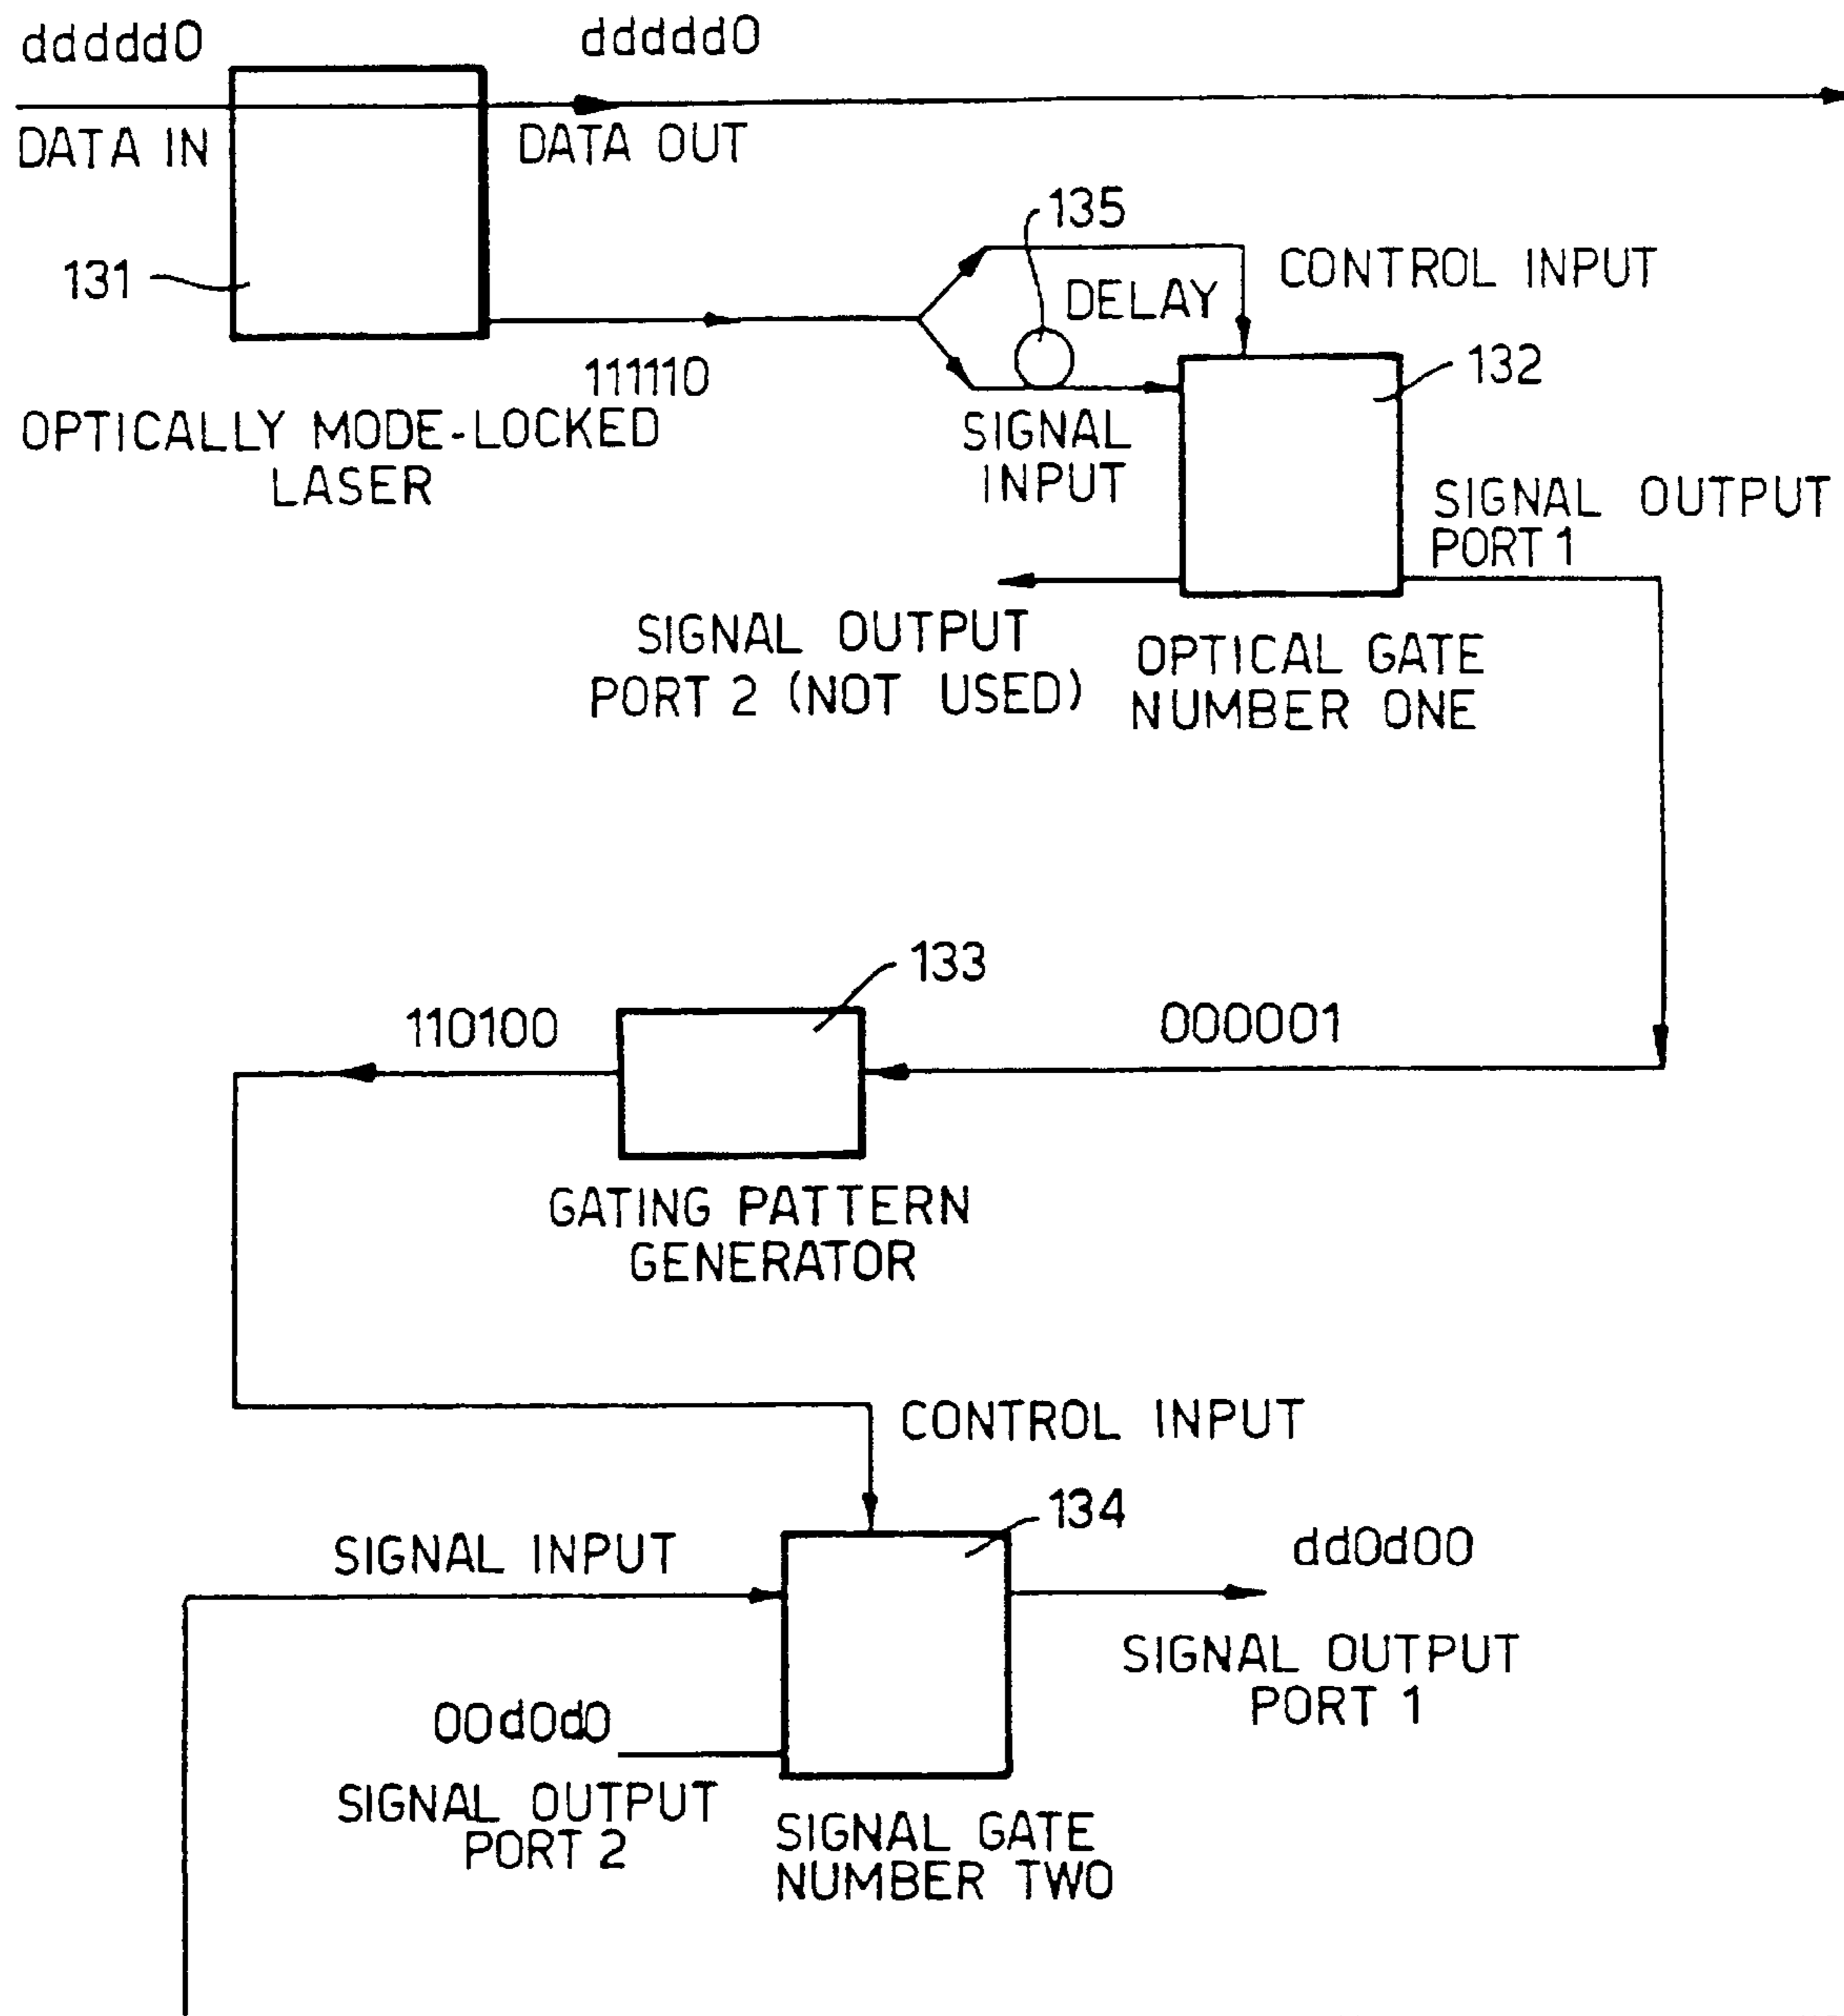 ddddd0
ddddd0
DATA IN
DATA OUT
135
131
DELAY
CONTROL INPUT
132
111110
OPTICALLY MODE-LOCKED
LASER
SIGNAL
INPUT
SIGNAL OUTPUT
PORT 1
SIGNAL OUTPUT
PORT 2 (NOT USED)
OPTICAL GATE
NUMBER ONE
133
110100
000001
GATING PATTERN
GENERATOR
CONTROL INPUT
134
SIGNAL INPUT
dd0d00
SIGNAL OUTPUT
PORT 1
00d0d0
SIGNAL OUTPUT
PORT 2
SIGNAL GATE
NUMBER TWO